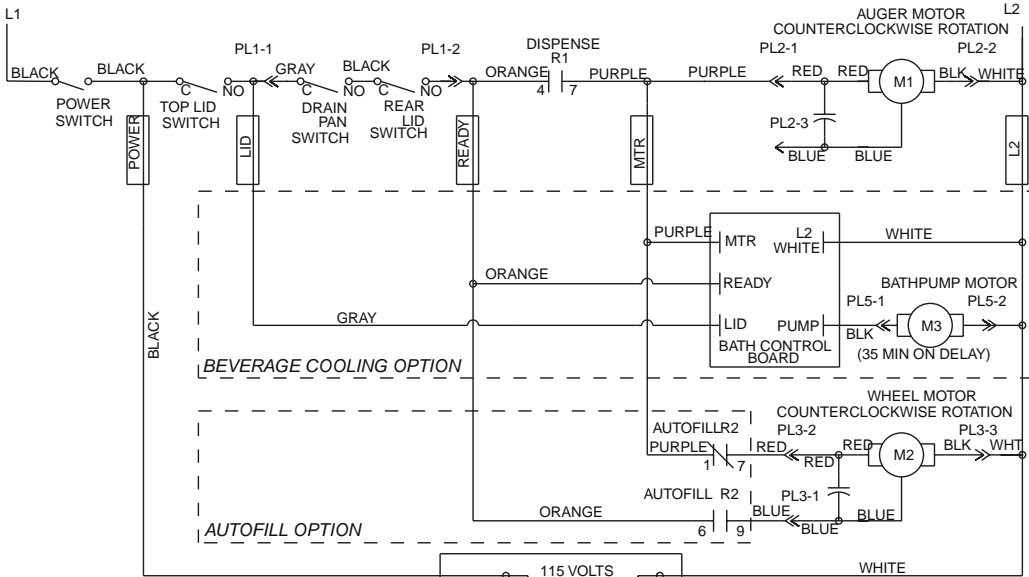 L1
AUGER MOTOR
L2
COUNTERCLOCKWISE ROTATION
DISPENSE
R1
PL1-1
PL1-2
PL2-1
PL2-2
BLACK
BLACK
GRAY
BLACK
ORANGE
PURPLE
PURPLE
RED
RED
M1
BLK
WHITE
C
NO
C
NO
C
NO
4
7
POWER
SWITCH
TOP LID
SWITCH
DRAIN
PAN
SWITCH
REAR
LID
SWITCH
PL2-3
BLUE
BLUE
POWER
LID
READY
MTR
L2
PURPLE
MTR
L2
WHITE
WHITE
ORANGE
READY
BATHPUMP MOTOR
PL5-1
PL5-2
GRAY
LID
PUMP
BLK
M3
BATH CONTROL
BOARD
(35 MIN ON DELAY)
BLACK
BEVERAGE COOLING OPTION
WHEEL MOTOR
COUNTERCLOCKWISE ROTATION
AUTOFILLR2
PL3-2
PL3-3
PURPLE
1
7
RED
RED
RED
M2
BLK
WHT
AUTOFILL R2
PL3-1
ORANGE
6
9
BLUE
BLUE
BLUE
AUTOFILL OPTION
115 VOLTS
WHITE